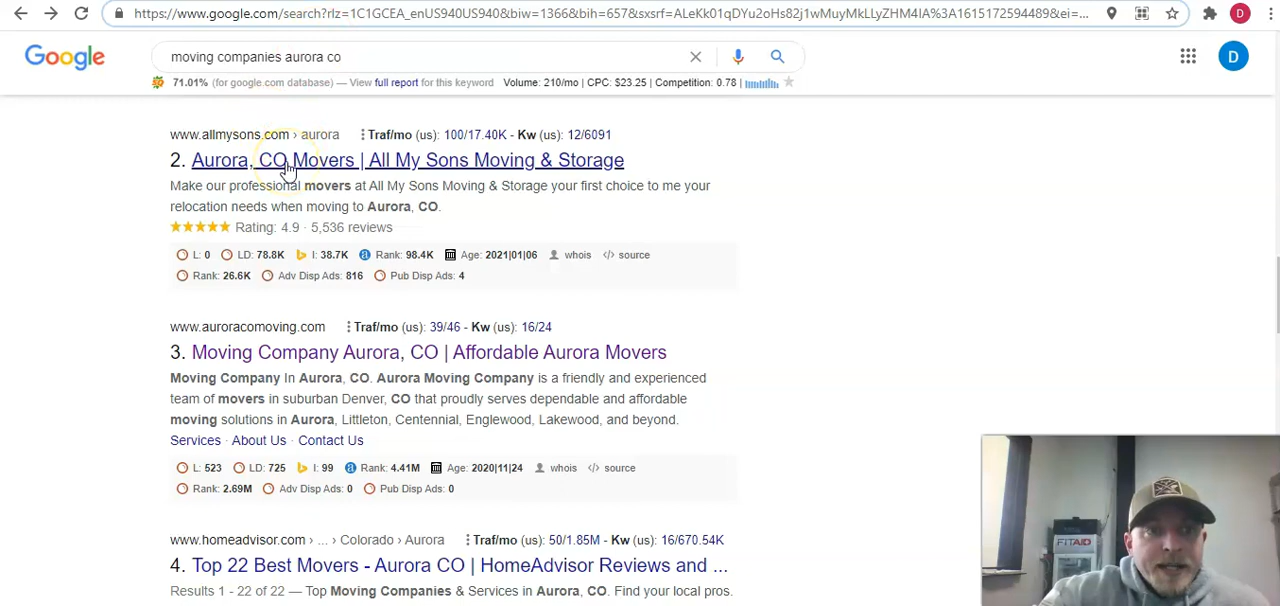 https://www.google.com/search?rlz=1C1GCEA_enUS940US940&biw=1366&bih=657&sxsrf=ALeKk01qDYu2oHs82j1wMuyMkLLyZHM4IA%3A1615172594489&ei=...
D
Google
moving companies aurora co
D
71.01% (for google.com database) — View full report for this keyword Volume: 210/mo | CPC: $23.25 | Competition: 0.78 |
www.allmysons.com › aurora Traf/mo (us): 100/17.40K - Kw (us): 12/6091
2. Aurora, CO Movers | All My Sons Moving & Storage
Make our professional movers at All My Sons Moving & Storage your first choice to me your
relocation needs when moving to Aurora, CO.
★★★★★ Rating: 4.9 · 5,536 reviews
L: 0 LD: 78.8K I: 38.7K Rank: 98.4K Age: 2021|01|06 whois </> source
Rank: 26.6K Adv Disp Ads: 816 Pub Disp Ads: 4
www.auroracomoving.com Traf/mo (us): 39/46 - Kw (us): 16/24
3. Moving Company Aurora, CO | Affordable Aurora Movers
Moving Company In Aurora, CO. Aurora Moving Company is a friendly and experienced
team of movers in suburban Denver, CO that proudly serves dependable and affordable
moving solutions in Aurora, Littleton, Centennial, Englewood, Lakewood, and beyond.
Services · About Us · Contact Us
L: 523 LD: 725 I: 99 Rank: 4.41M Age: 2020|11|24 whois </> source
Rank: 2.69M Adv Disp Ads: 0 Pub Disp Ads: 0
www.homeadvisor.com › ... › Colorado › Aurora Traf/mo (us): 50/1.85M - Kw (us): 16/670.54K
4. Top 22 Best Movers - Aurora CO | HomeAdvisor Reviews and ...
Results 1 - 22 of 22 — Top Moving Companies & Services in Aurora, CO. Find your local pros.
FITAID